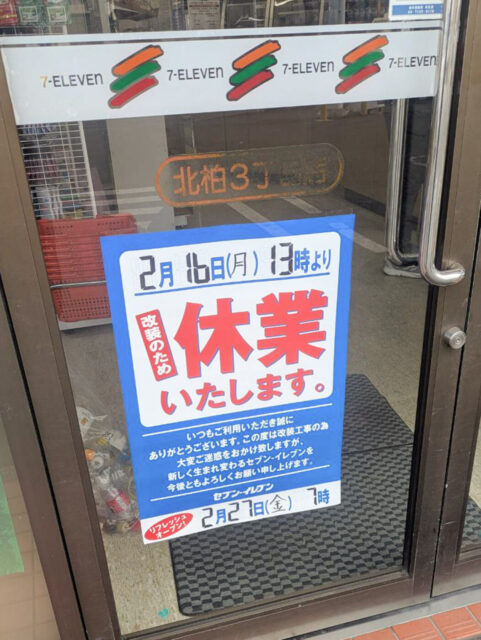 7-ELEVEN 7-ELEVEN 7-ELEVEN 7-ELEVEN
北柏3丁
2月16日(月) 13時より
改装のため
休業
いたします。
いつもご利用いただき誠に
ありがとうございます。この度は改装工事の為
大変ご迷惑をおかけ致しますが、
新しく生まれ変わるセブン-イレブンを
今後ともよろしくお願い申し上げます。
セブン-イレブン
リフレッシュ
オープン!
2月27日(金) 7時